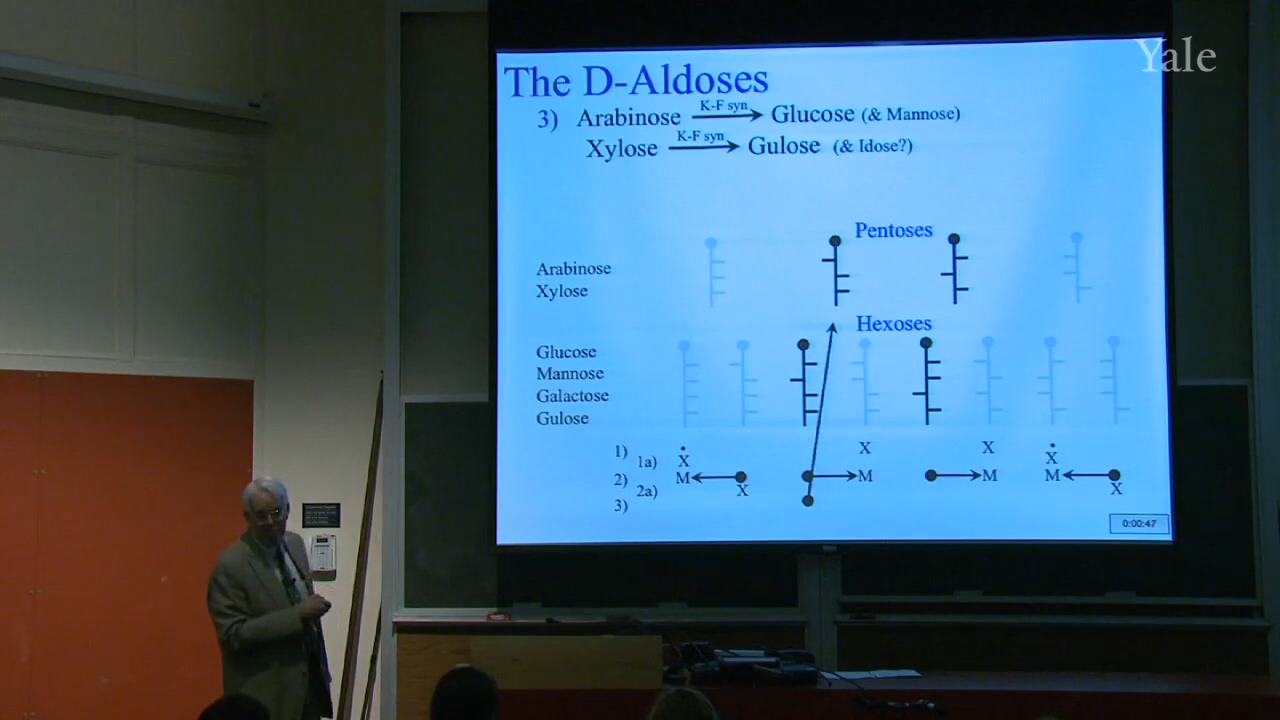 Yale
The D-Aldoses
3) Arabinose K-F syn Glucose (& Mannose)
Xylose K-F syn Gulose (& Idose?)
Pentoses
Arabinose
Xylose
Hexoses
Glucose
Mannose
Galactose
Gulose
1) X X X X
1a)
2) M M M M
2a) X X
3)
0:00:47